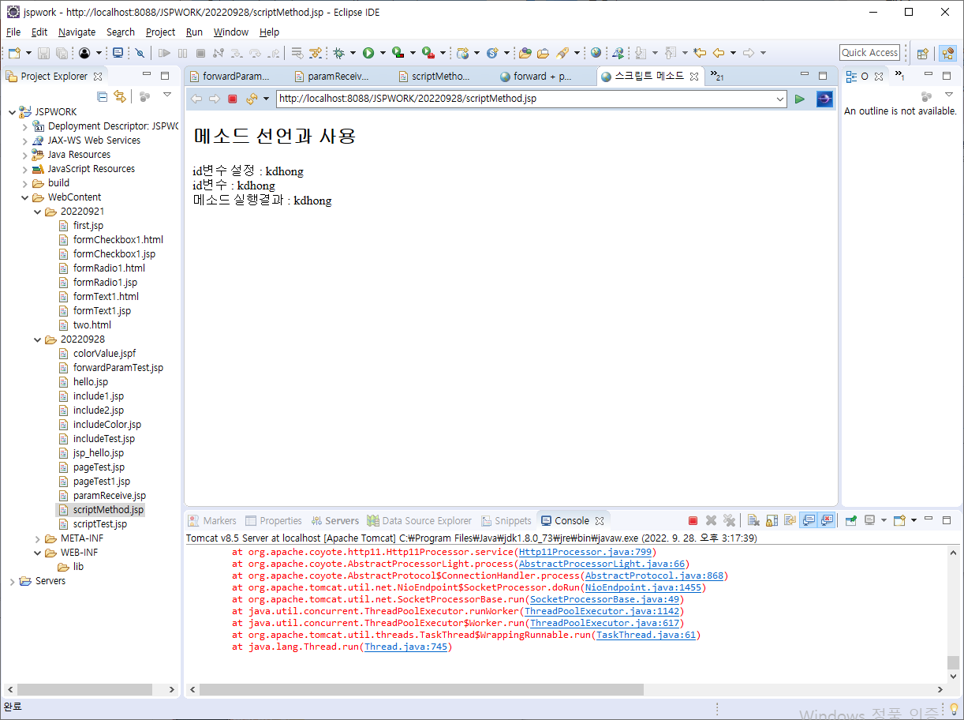 jspwork - http://localhost:8088/JSPWORK/20220928/scriptMethod.jsp - Eclipse IDE
File Edit Navigate Search Project Run Window Help
Quick Access
Project Explorer
forwardParam...
paramReceiv...
scriptMetho...
forward + p...
스크립트 메소드
»21
O
»1
http://localhost:8088/JSPWORK/20220928/scriptMethod.jsp
An outline is not available.
JSPWORK
Deployment Descriptor: JSPWO
JAX-WS Web Services
Java Resources
JavaScript Resources
build
WebContent
20220921
first.jsp
formCheckbox1.html
formCheckbox1.jsp
formRadio1.html
formRadio1.jsp
formText1.html
formText1.jsp
two.html
20220928
colorValue.jspf
forwardParamTest.jsp
hello.jsp
include1.jsp
include2.jsp
includeColor.jsp
includeTest.jsp
jsp_hello.jsp
pageTest.jsp
pageTest1.jsp
paramReceive.jsp
scriptMethod.jsp
scriptTest.jsp
META-INF
WEB-INF
lib
Servers
메소드 선언과 사용
id변수 설정 : kdhong
id변수 : kdhong
메소드 실행결과 : kdhong
Markers Properties Servers Data Source Explorer Snippets Console
Tomcat v8.5 Server at localhost [Apache Tomcat] C:₩Program Files₩Java₩jdk1.8.0_73₩jre₩bin₩javaw.exe (2022. 9. 28. 오후 3:17:39)
at org.apache.coyote.http11.Http11Processor.service(Http11Processor.java:799)
at org.apache.coyote.AbstractProcessorLight.process(AbstractProcessorLight.java:66)
at org.apache.coyote.AbstractProtocol$ConnectionHandler.process(AbstractProtocol.java:868)
at org.apache.tomcat.util.net.NioEndpoint$SocketProcessor.doRun(NioEndpoint.java:1455)
at org.apache.tomcat.util.net.SocketProcessorBase.run(SocketProcessorBase.java:49)
at java.util.concurrent.ThreadPoolExecutor.runWorker(ThreadPoolExecutor.java:1142)
at java.util.concurrent.ThreadPoolExecutor$Worker.run(ThreadPoolExecutor.java:617)
at org.apache.tomcat.util.threads.TaskThread$WrappingRunnable.run(TaskThread.java:61)
at java.lang.Thread.run(Thread.java:745)
완료
Windows 정품 인증